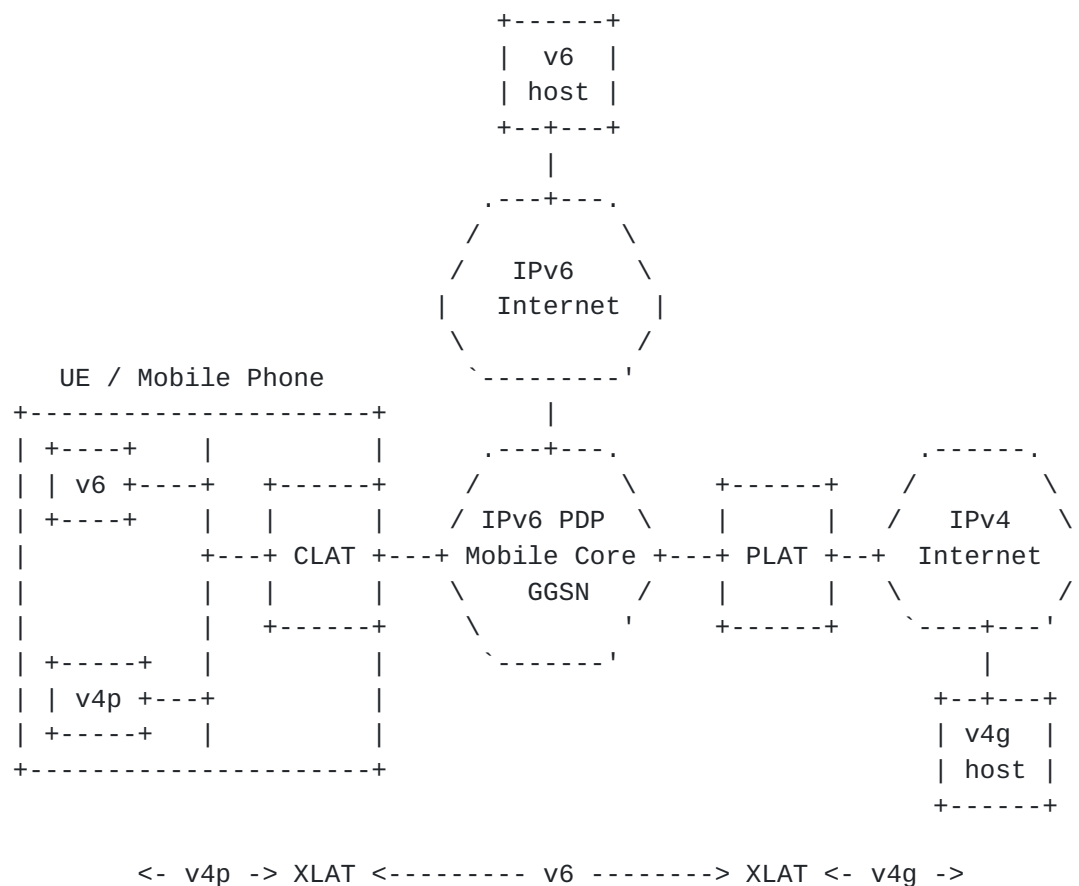 v6
host
IPv6
Internet
UE / Mobile Phone
v6
IPv6 PDP
IPv4
CLAT
Mobile Core
PLAT
Internet
GGSN
v4p
v4g
host
<- v4p -> XLAT <--------- v6 --------> XLAT <- v4g ->